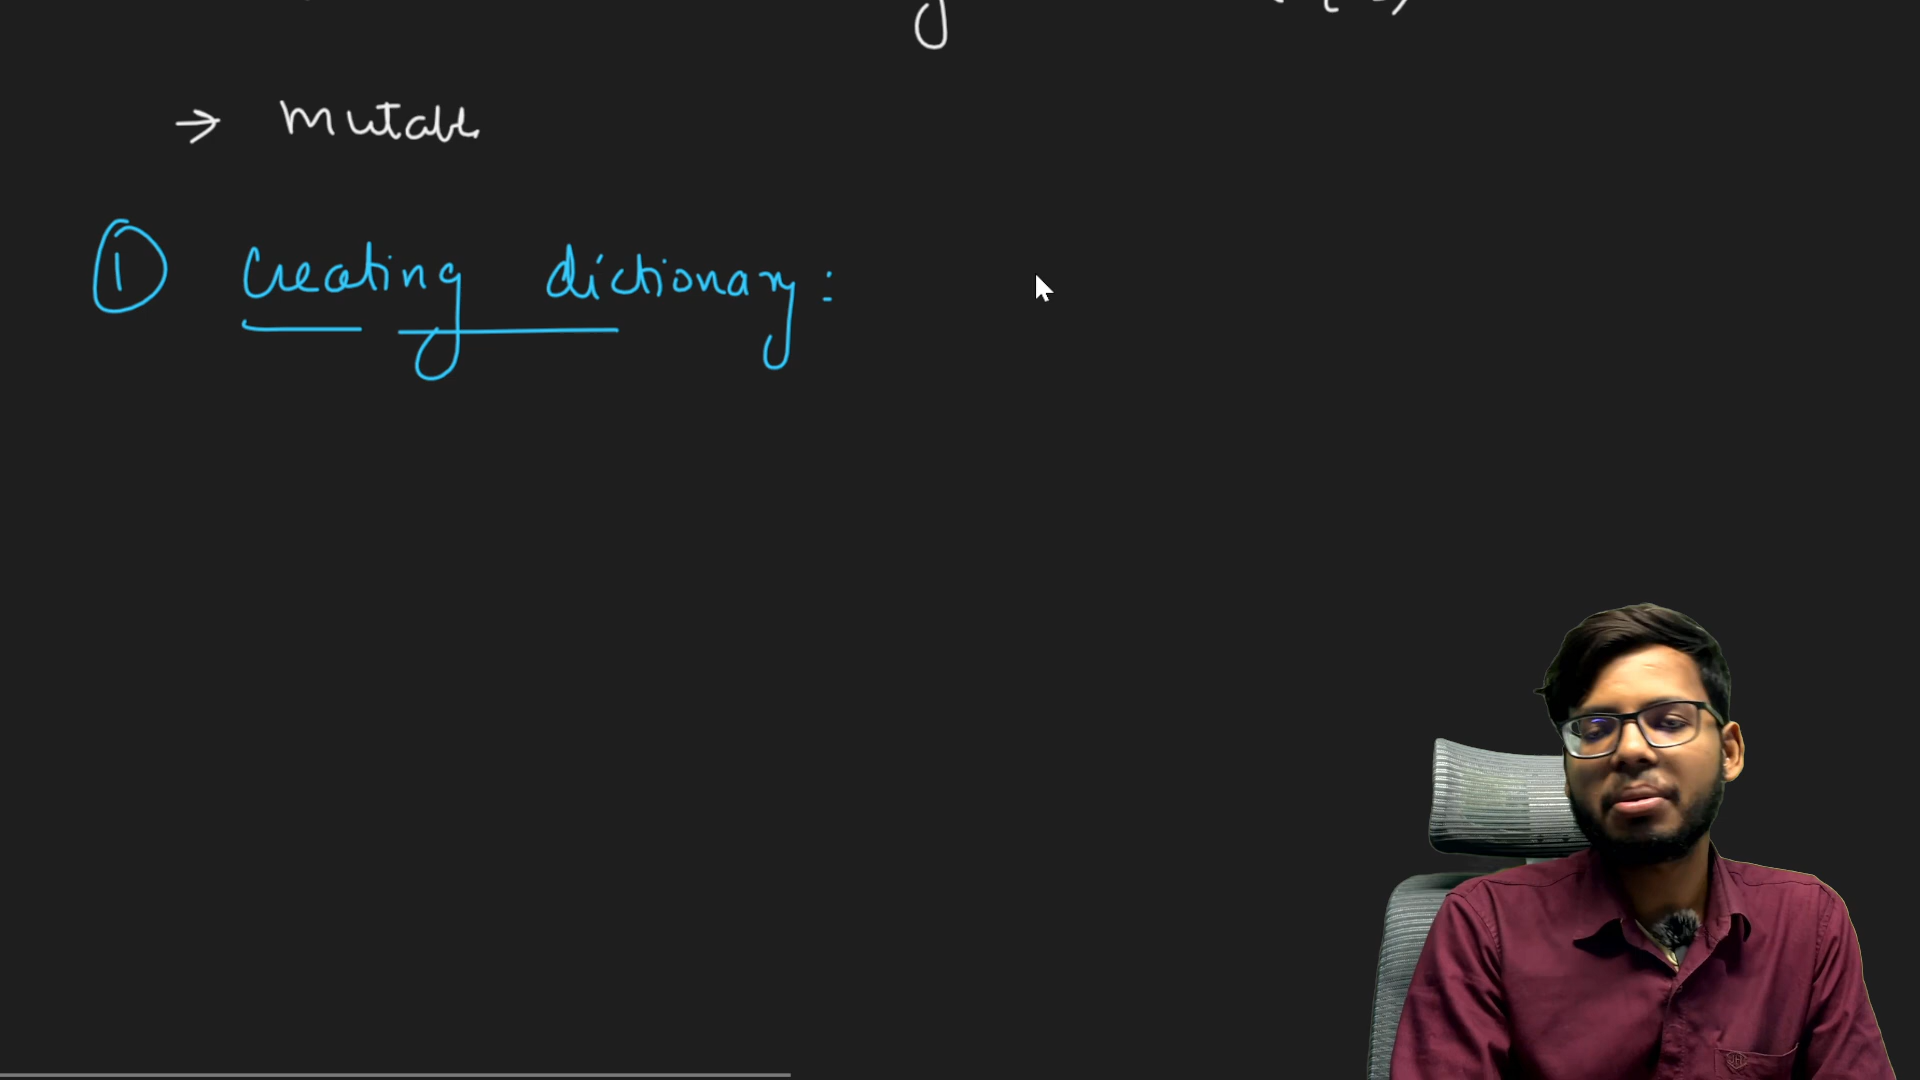 → Mutable
① Creating dictionary: